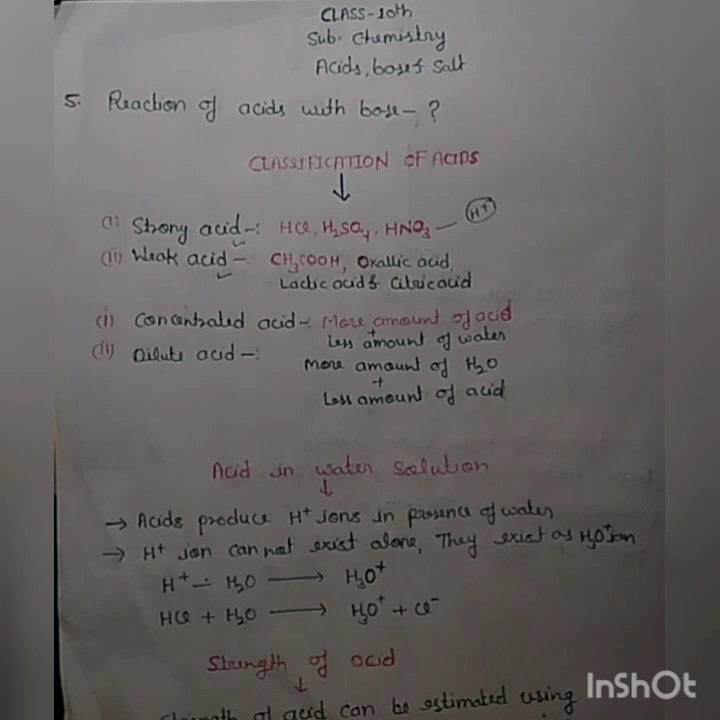 CLASS-10th
Sub- Chemistry
Acids, base & Salt
5. Reaction of acids with base- ?
CLASSIFICATION OF ACIDS
↓
(i) Strong acid -: HCl, H₂SO₄, HNO₃ — H⁺
(ii) Weak acid -: CH₃COOH, Oxallic acid,
Lactic acid & Citric acid
(i) Concentrated acid -: More amount of acid
+
Less amount of water
(ii) Dilute acid -:
More amount of H₂O
+
Less amount of acid
Acid in water solution
↓
→ Acids produce H⁺ ions in presence of water
→ H⁺ ion can not exist alone, They exist as H₃O⁺ ion
H⁺ ÷ H₂O ⟶ H₃O⁺
HCl + H₂O ⟶ H₃O⁺ + Cl⁻
Strength of acid
↓
Strength of acid can be estimated using
InShOt